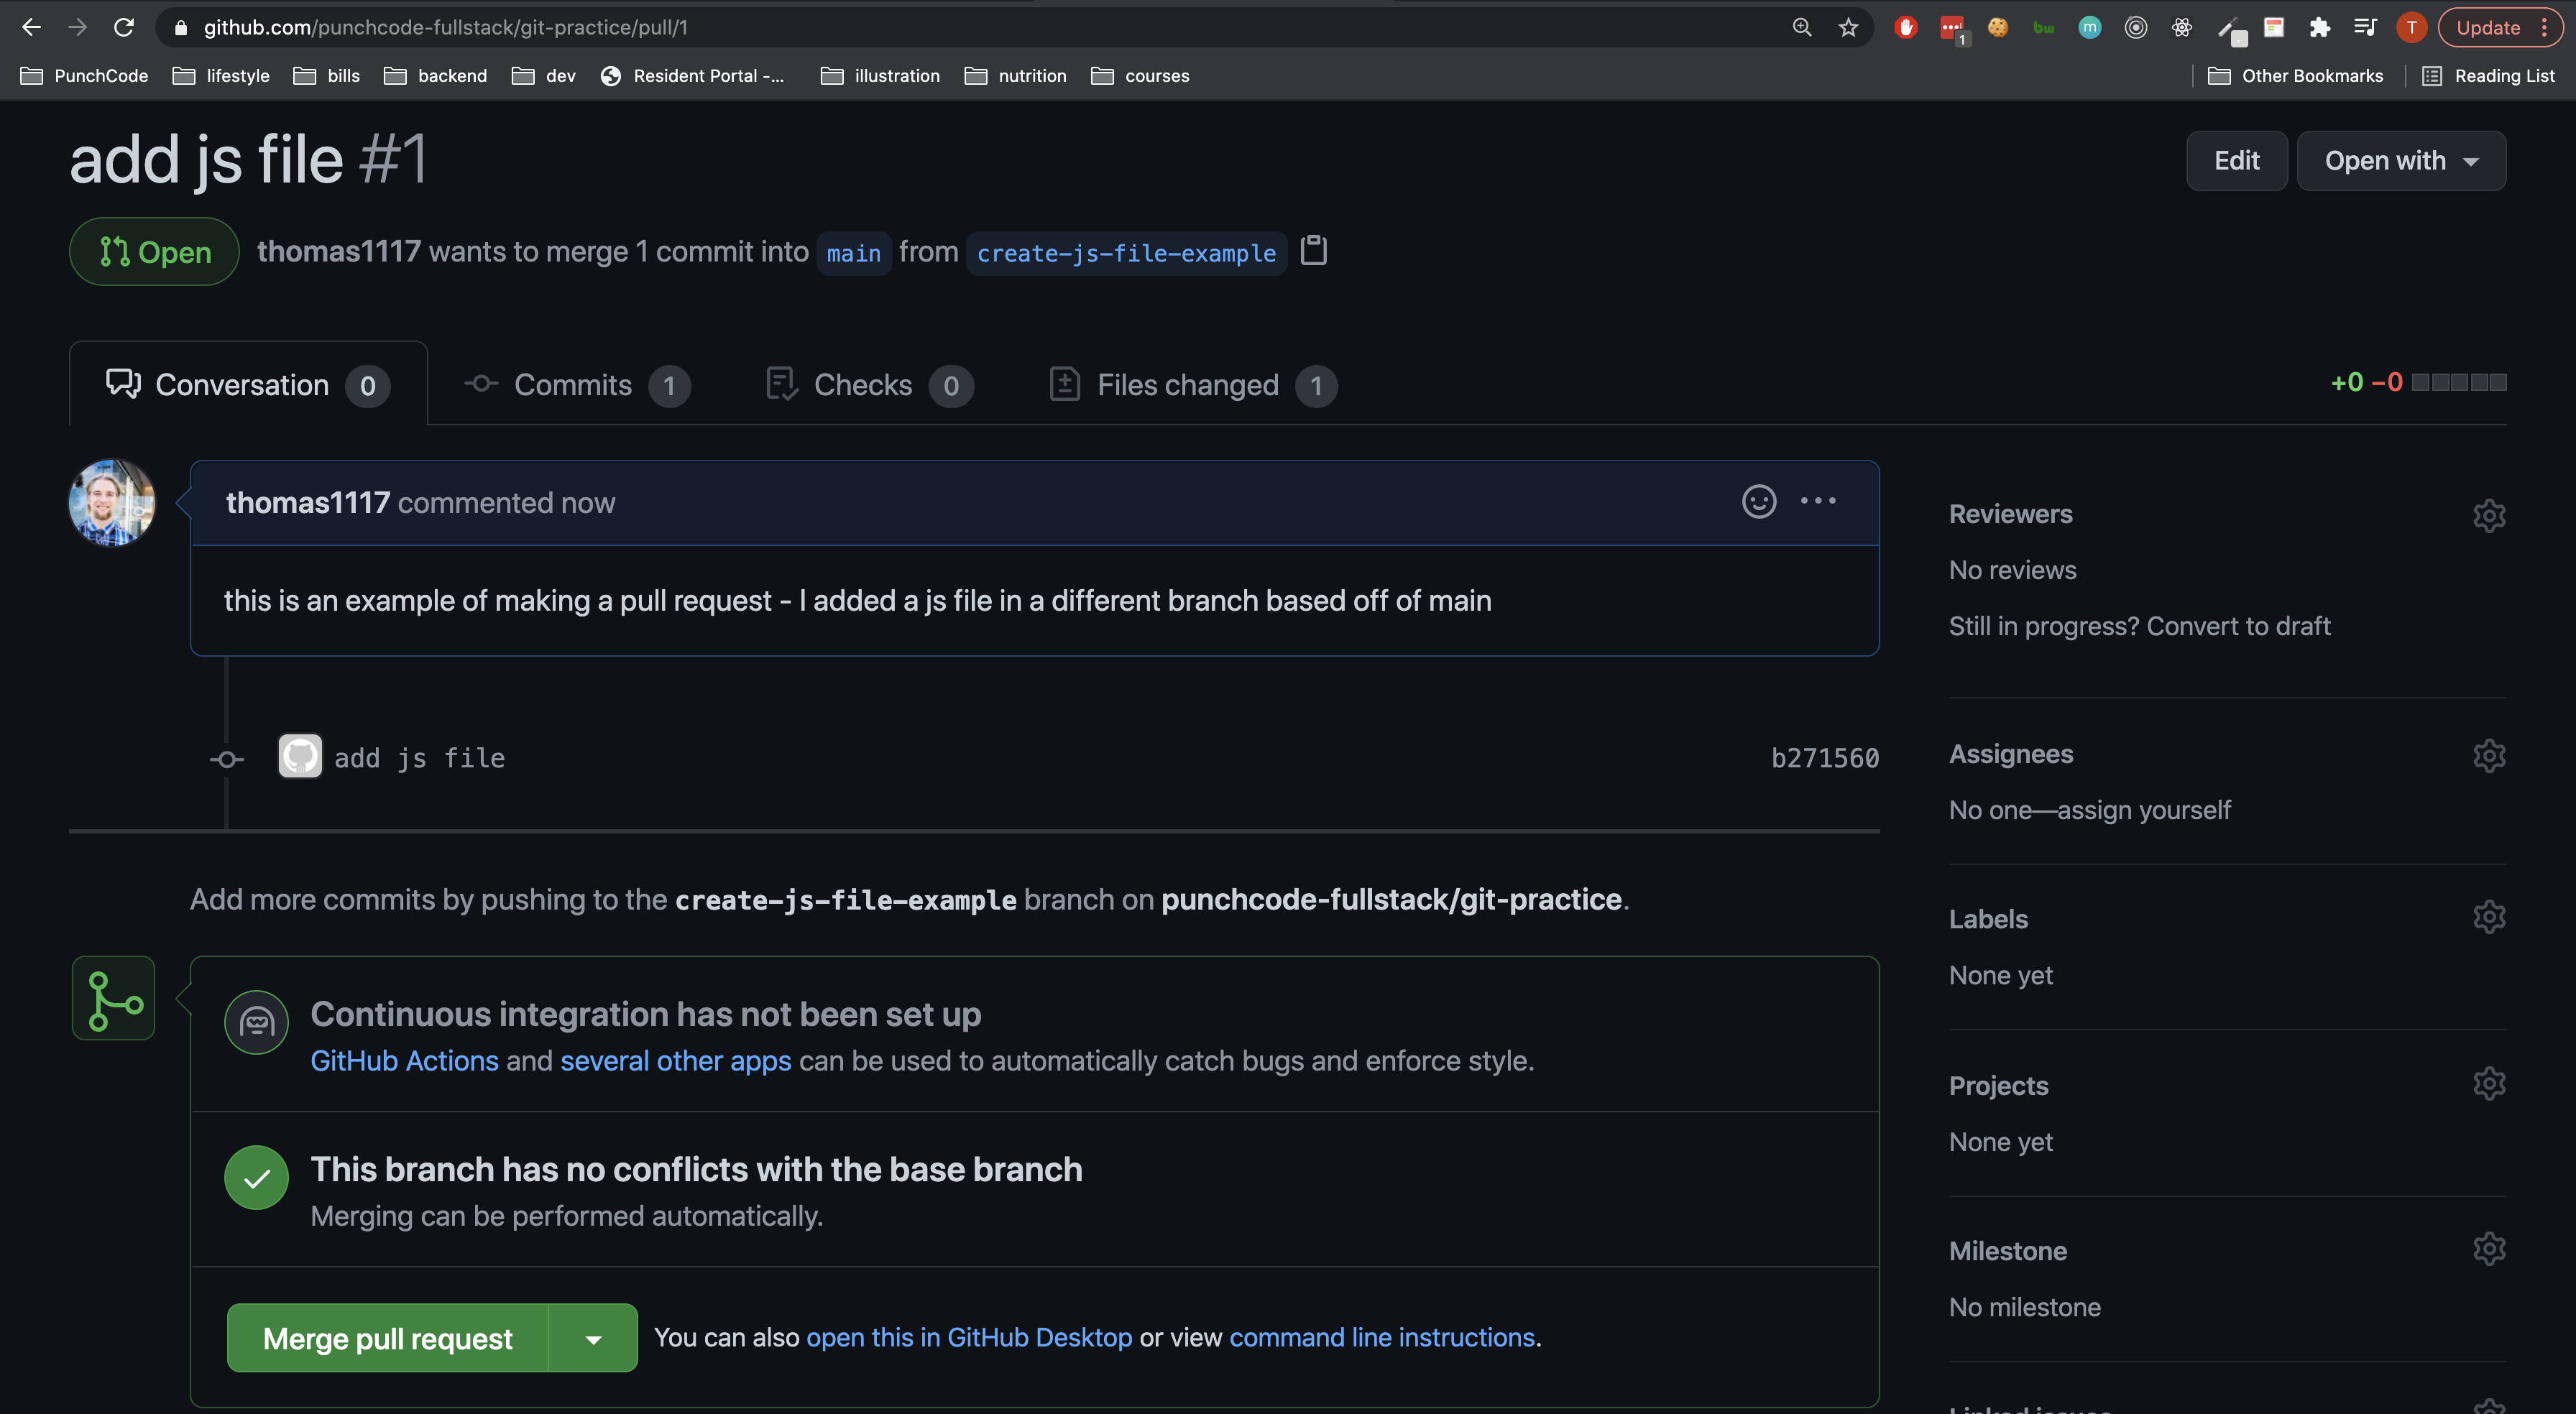 github.com/punchcode-fullstack/git-practice/pull/1
1 bw m T Update
PunchCode lifestyle bills backend dev Resident Portal -... illustration nutrition courses Other Bookmarks Reading List
add js file #1 Edit Open with
Open thomas1117 wants to merge 1 commit into main from create-js-file-example
Conversation 0 Commits 1 Checks 0 Files changed 1 +0 −0
thomas1117 commented now
this is an example of making a pull request - I added a js file in a different branch based off of main
add js file b271560
Add more commits by pushing to the create-js-file-example branch on punchcode-fullstack/git-practice.
Continuous integration has not been set up
GitHub Actions and several other apps can be used to automatically catch bugs and enforce style.
This branch has no conflicts with the base branch
Merging can be performed automatically.
Merge pull request You can also open this in GitHub Desktop or view command line instructions.
Reviewers
No reviews
Still in progress? Convert to draft
Assignees
No one—assign yourself
Labels
None yet
Projects
None yet
Milestone
No milestone
Linked issues